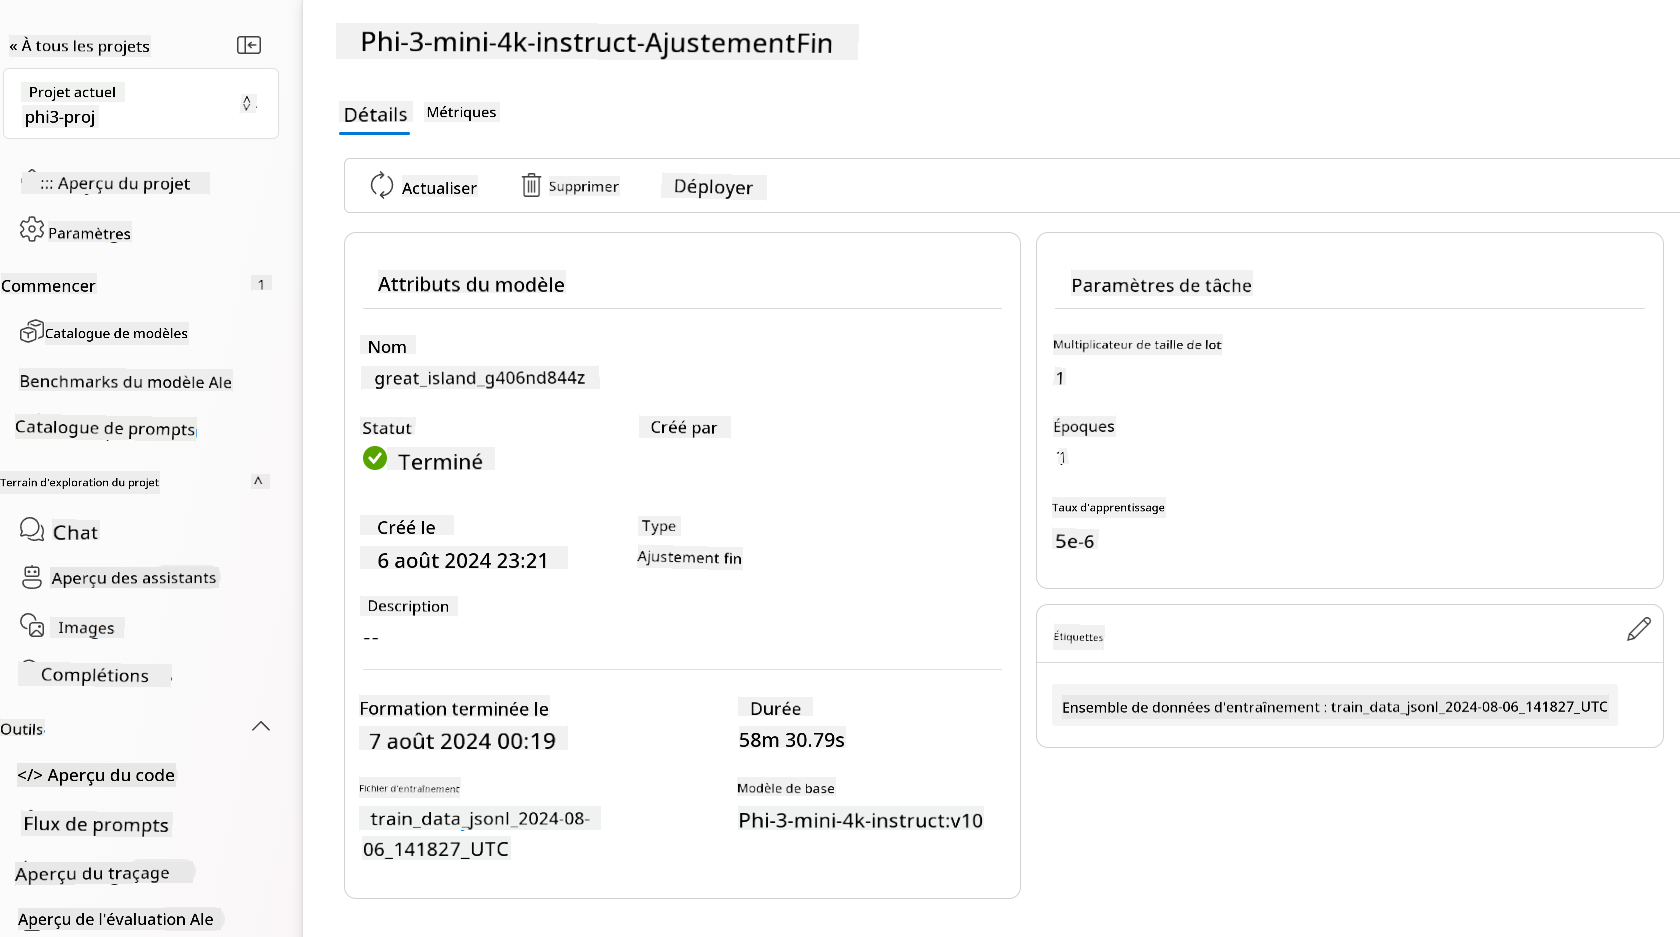 « À tous les projets
Projet actuel
phi3-proj
::: Aperçu du projet
Paramètres
Commencer
1
Catalogue de modèles
Benchmarks du modèle Ale
Catalogue de prompts
Terrain d'exploration du projet
^
Chat
Aperçu des assistants
Images
Complétions
Outils
</> Aperçu du code
Flux de prompts
Aperçu du traçage
Aperçu de l'évaluation Ale
Phi-3-mini-4k-instruct-AjustementFin
Détails Métriques
Actualiser Supprimer Déployer
Attributs du modèle
Nom
great_island_g406nd844z
Statut Créé par
Terminé
Créé le Type
6 août 2024 23:21 Ajustement fin
Description
--
Formation terminée le Durée
7 août 2024 00:19 58m 30.79s
Fichier d'entraînement Modèle de base
train_data_jsonl_2024-08- Phi-3-mini-4k-instruct:v10
06_141827_UTC
Paramètres de tâche
Multiplicateur de taille de lot
1
Époques
1
Taux d'apprentissage
5e-6
Étiquettes
Ensemble de données d'entraînement : train_data_jsonl_2024-08-06_141827_UTC